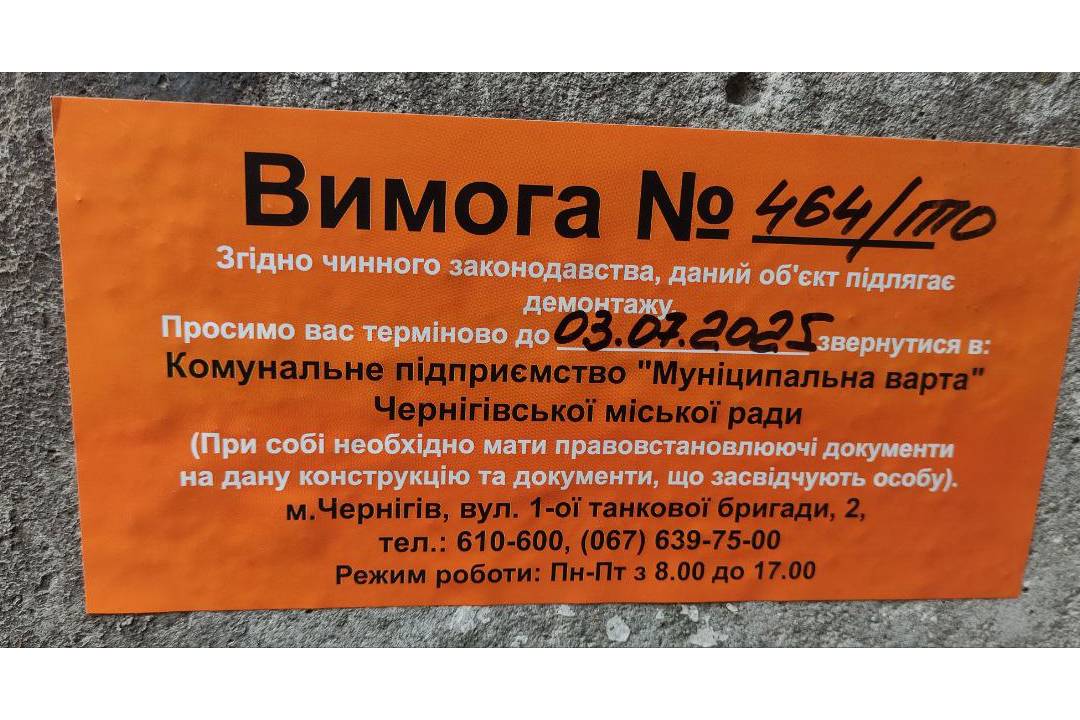 Вимога № 464/то
Згідно чинного законодавства, даний об'єкт підлягає
демонтажу.
Просимо вас терміново до 03.07.2025 звернутися в:
Комунальне підприємство "Муніципальна варта"
Чернігівської міської ради
(При собі необхідно мати правовстановлюючі документи
на дану конструкцію та документи, що засвідчують особу).
м.Чернігів, вул. 1-ої танкової бригади, 2,
тел.: 610-600, (067) 639-75-00
Режим роботи: Пн-Пт з 8.00 до 17.00